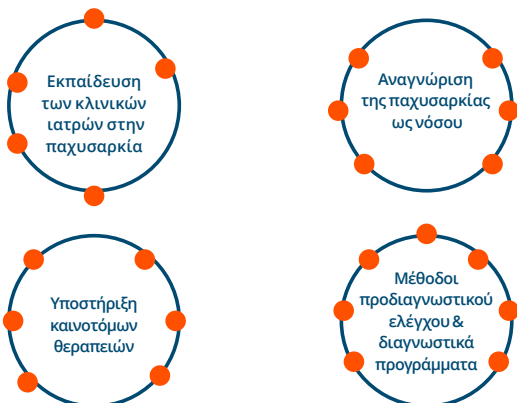 Εκπαίδευση
των κλινικών
ιατρών στην
παχυσαρκία
Αναγνώριση
της παχυσαρκίας
ως νόσου
Υποστήριξη
καινοτόμων
θεραπειών
Μέθοδοι
προδιαγνωστικού
ελέγχου &
διαγνωστικά
προγράμματα